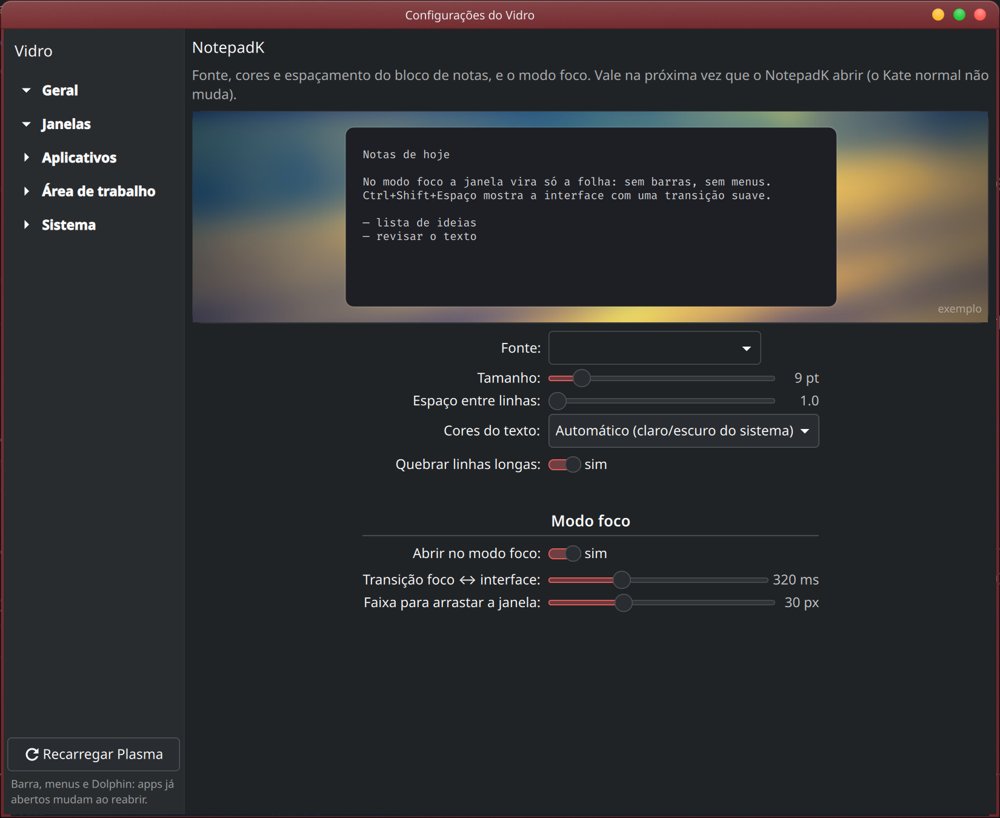 Configurações do Vidro
Vidro
Geral
Janelas
Aplicativos
Área de trabalho
Sistema
Recarregar Plasma
Barra, menus e Dolphin: apps já
abertos mudam ao reabrir.
NotepadK
Fonte, cores e espaçamento do bloco de notas, e o modo foco. Vale na próxima vez que o NotepadK abrir (o Kate normal não
muda).
Notas de hoje
No modo foco a janela vira só a folha: sem barras, sem menus.
Ctrl+Shift+Espaço mostra a interface com uma transição suave.
— lista de ideias
— revisar o texto
exemplo
Fonte:
Tamanho: 9 pt
Espaço entre linhas: 1.0
Cores do texto: Automático (claro/escuro do sistema)
Quebrar linhas longas: sim
Modo foco
Abrir no modo foco: sim
Transição foco ↔ interface: 320 ms
Faixa para arrastar a janela: 30 px